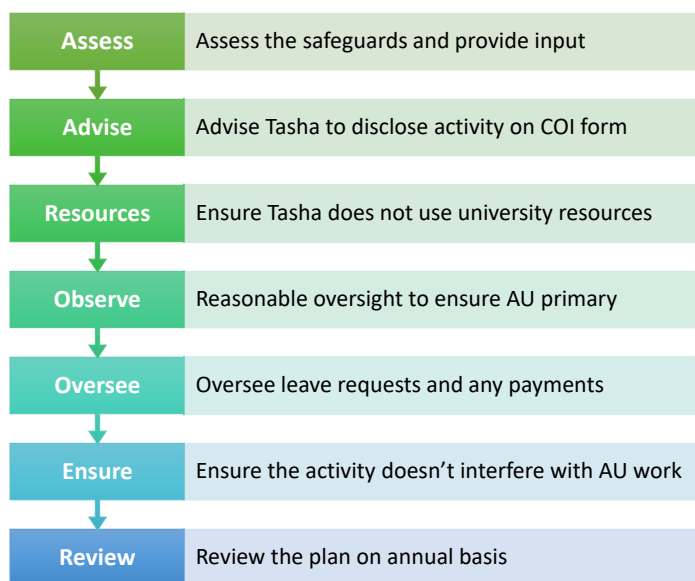 Assess Assess the safeguards and provide input
Advise Advise Tasha to disclose activity on COI form
Resources Ensure Tasha does not use university resources
Observe Reasonable oversight to ensure AU primary
Oversee Oversee leave requests and any payments
Ensure Ensure the activity doesn’t interfere with AU work
Review Review the plan on annual basis